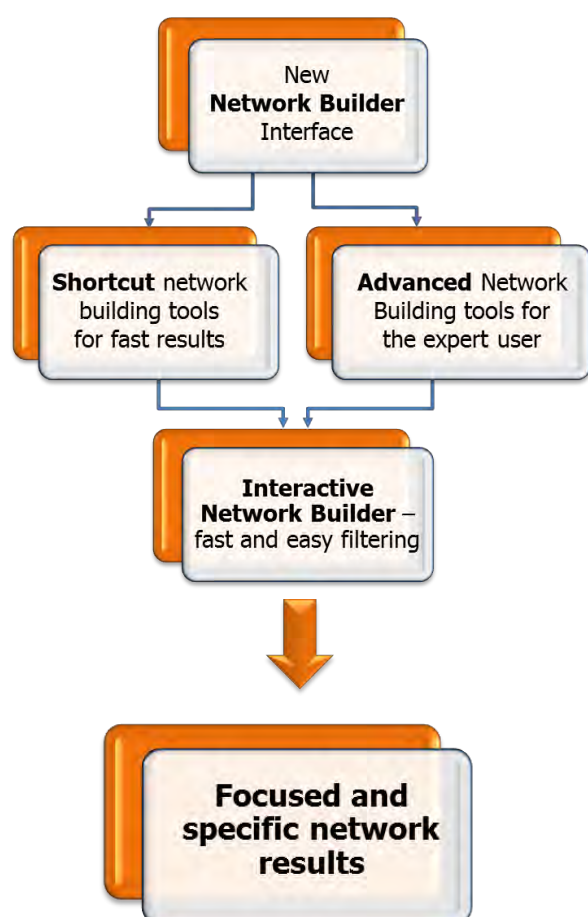 New
Network Builder
Interface
Shortcut network
building tools
for fast results
Advanced Network
Building tools for
the expert user
Interactive
Network Builder –
fast and easy filtering
Focused and
specific network
results